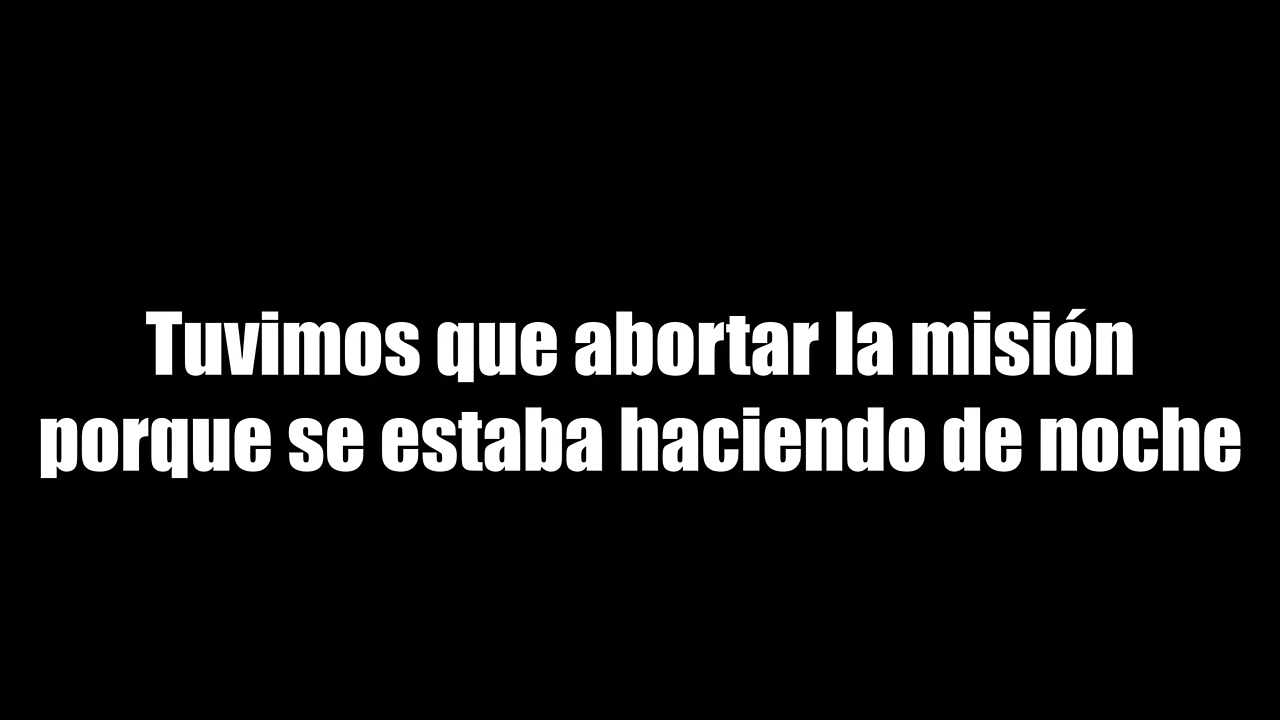 Tuvimos que abortar la misión
porque se estaba haciendo de noche